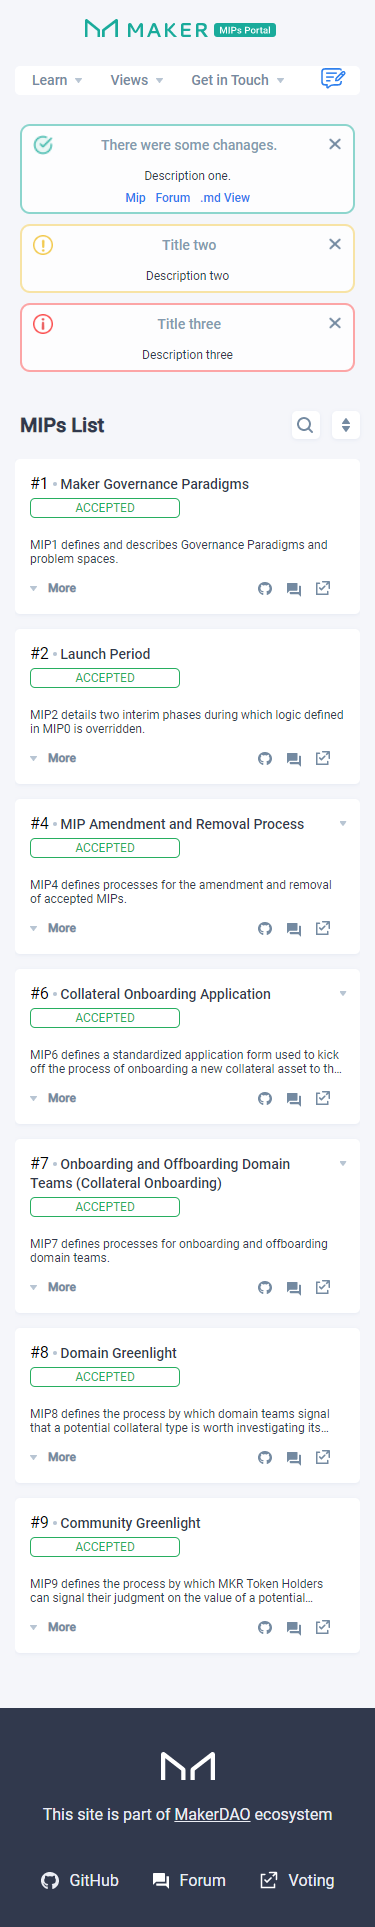 MAKER MIPs Portal
Learn Views Get in Touch
There were some chanages.
Description one.
Mip Forum .md View
Title two
Description two
Title three
Description three
MIPs List
#1 • Maker Governance Paradigms
ACCEPTED
MIP1 defines and describes Governance Paradigms and
problem spaces.
More
#2 • Launch Period
ACCEPTED
MIP2 details two interim phases during which logic defined
in MIP0 is overridden.
More
#4 • MIP Amendment and Removal Process
ACCEPTED
MIP4 defines processes for the amendment and removal
of accepted MIPs.
More
#6 • Collateral Onboarding Application
ACCEPTED
MIP6 defines a standardized application form used to kick
off the process of onboarding a new collateral asset to th...
More
#7 • Onboarding and Offboarding Domain
Teams (Collateral Onboarding)
ACCEPTED
MIP7 defines processes for onboarding and offboarding
domain teams.
More
#8 • Domain Greenlight
ACCEPTED
MIP8 defines the process by which domain teams signal
that a potential collateral type is worth investigating its...
More
#9 • Community Greenlight
ACCEPTED
MIP9 defines the process by which MKR Token Holders
can signal their judgment on the value of a potential...
More
This site is part of MakerDAO ecosystem
GitHub Forum Voting